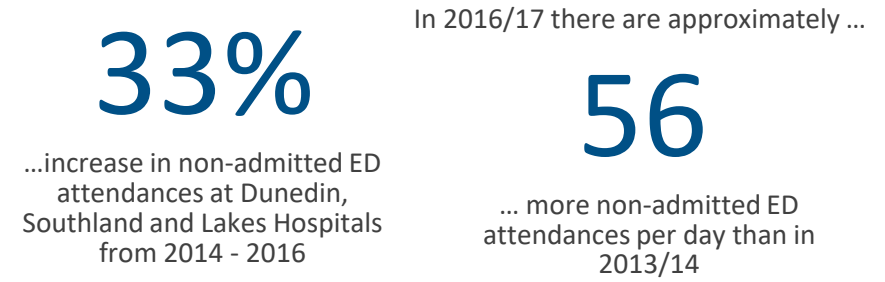 33%
...increase in non-admitted ED
attendances at Dunedin,
Southland and Lakes Hospitals
from 2014 - 2016
In 2016/17 there are approximately ...
56
... more non-admitted ED
attendances per day than in
2013/14